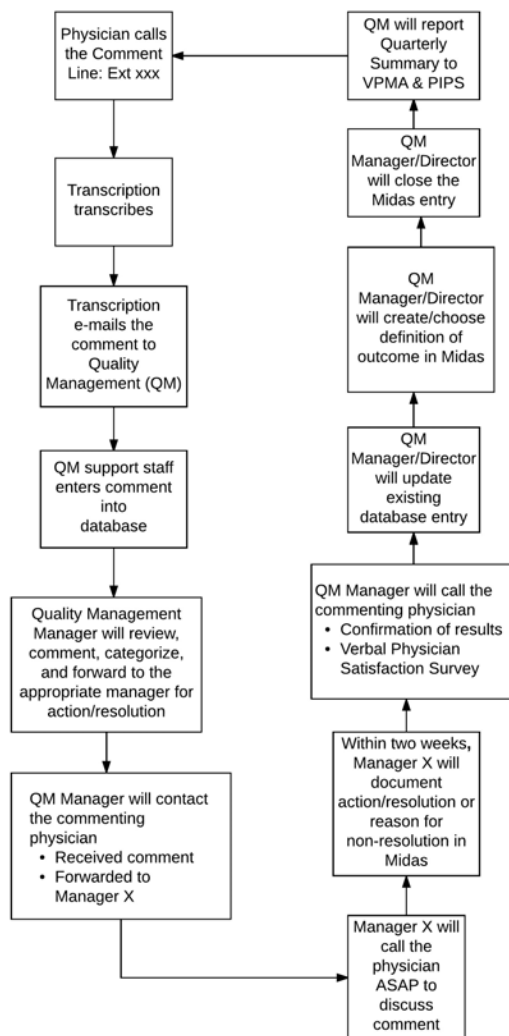 Physician calls
the Comment
Line: Ext xxx
Transcription
transcribes
Transcription
e-mails the
comment to
Quality
Management (QM)
QM support staff
enters comment
into
database
Quality Management
Manager will review,
comment, categorize,
and forward to the
appropriate manager for
action/resolution
QM Manager will contact
the commenting
physician
• Received comment
• Forwarded to
Manager X
Manager X will
call the
physician
ASAP to
discuss
comment
Within two weeks,
Manager X will
document
action/resolution or
reason for
non-resolution in
Midas
QM Manager will call the
commenting physician
• Confirmation of results
• Verbal Physician
Satisfaction Survey
QM
Manager/Director
will update
existing
database entry
QM
Manager/Director
will create/choose
definition of
outcome in Midas
QM
Manager/Director
will close the
Midas entry
QM will report
Quarterly
Summary to
VPMA & PIPS